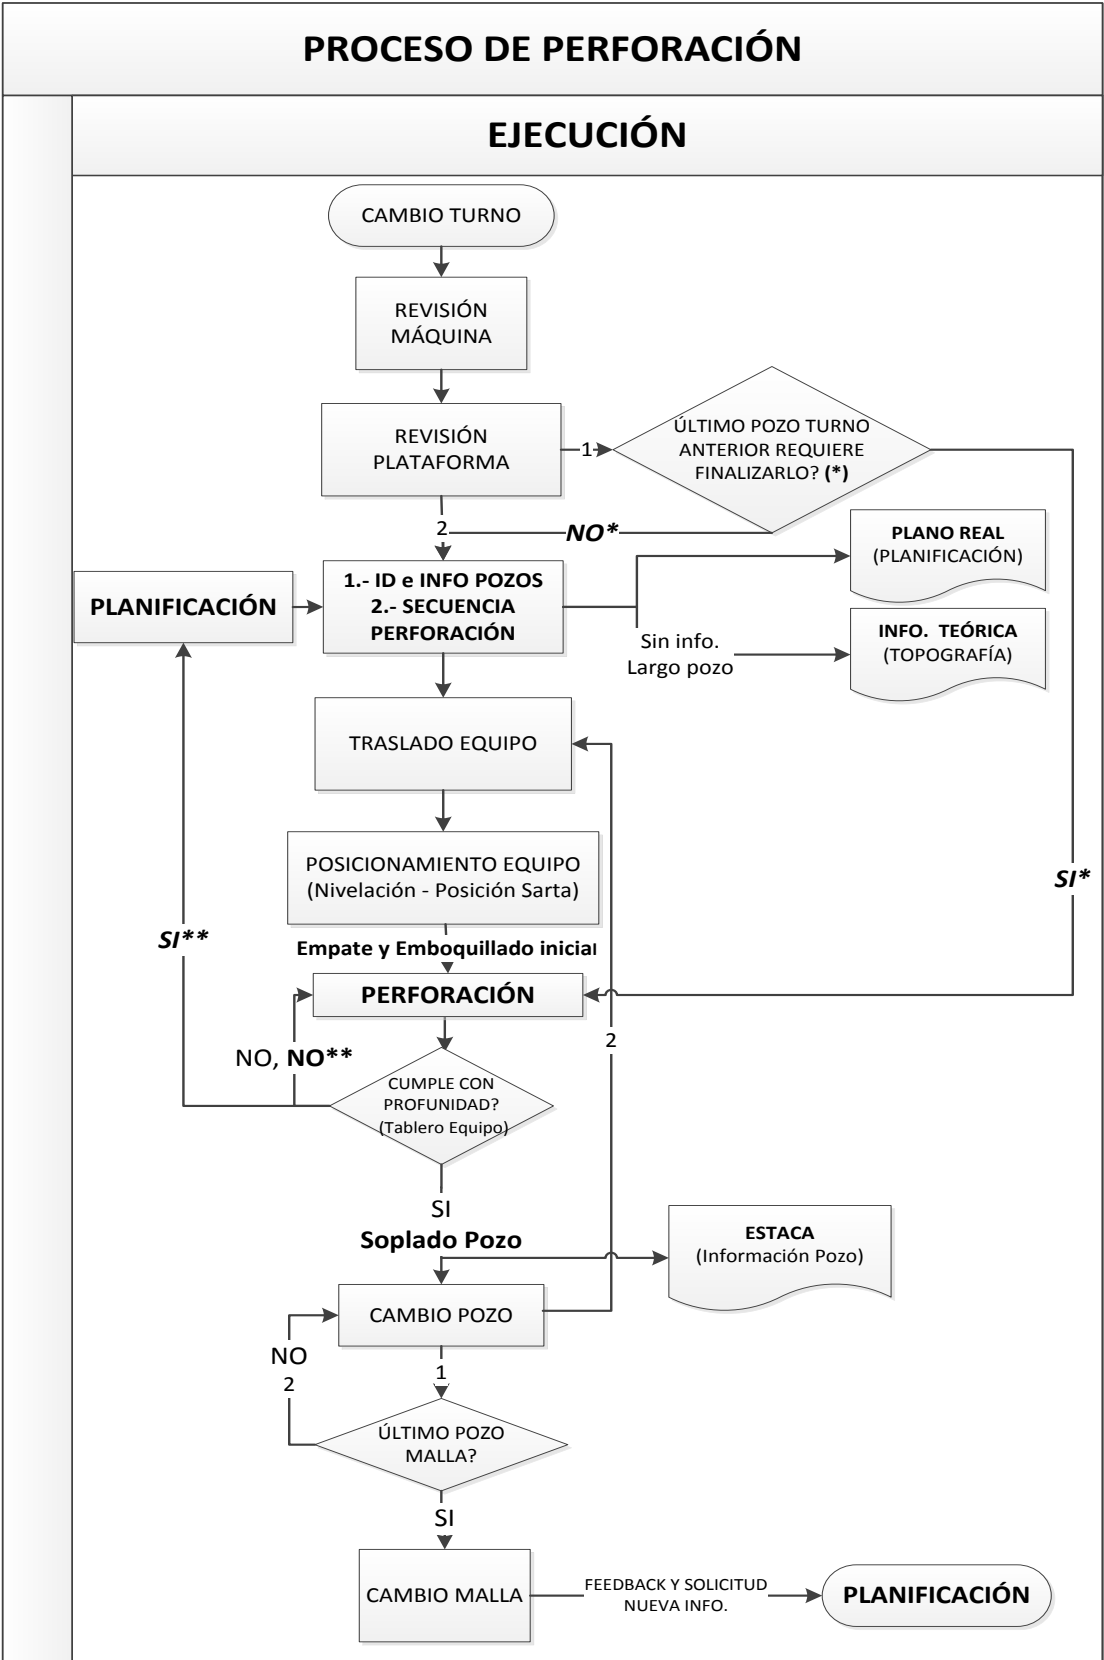 PROCESO DE PERFORACIÓN
EJECUCIÓN
CAMBIO TURNO
REVISIÓN
MÁQUINA
REVISIÓN
PLATAFORMA
1
ÚLTIMO POZO TURNO
ANTERIOR REQUIERE
FINALIZARLO? (*)
2
NO*
PLANO REAL
(PLANIFICACIÓN)
PLANIFICACIÓN
1.- ID e INFO POZOS
2.- SECUENCIA
PERFORACIÓN
Sin info.
Largo pozo
INFO. TEÓRICA
(TOPOGRAFÍA)
TRASLADO EQUIPO
POSICIONAMIENTO EQUIPO
(Nivelación - Posición Sarta)
SI*
SI**
Empate y Emboquillado inicial
PERFORACIÓN
2
NO, NO**
CUMPLE CON
PROFUNIDAD?
(Tablero Equipo)
SI
Soplado Pozo
ESTACA
(Información Pozo)
CAMBIO POZO
NO
2
1
ÚLTIMO POZO
MALLA?
SI
CAMBIO MALLA
FEEDBACK Y SOLICITUD
NUEVA INFO.
PLANIFICACIÓN